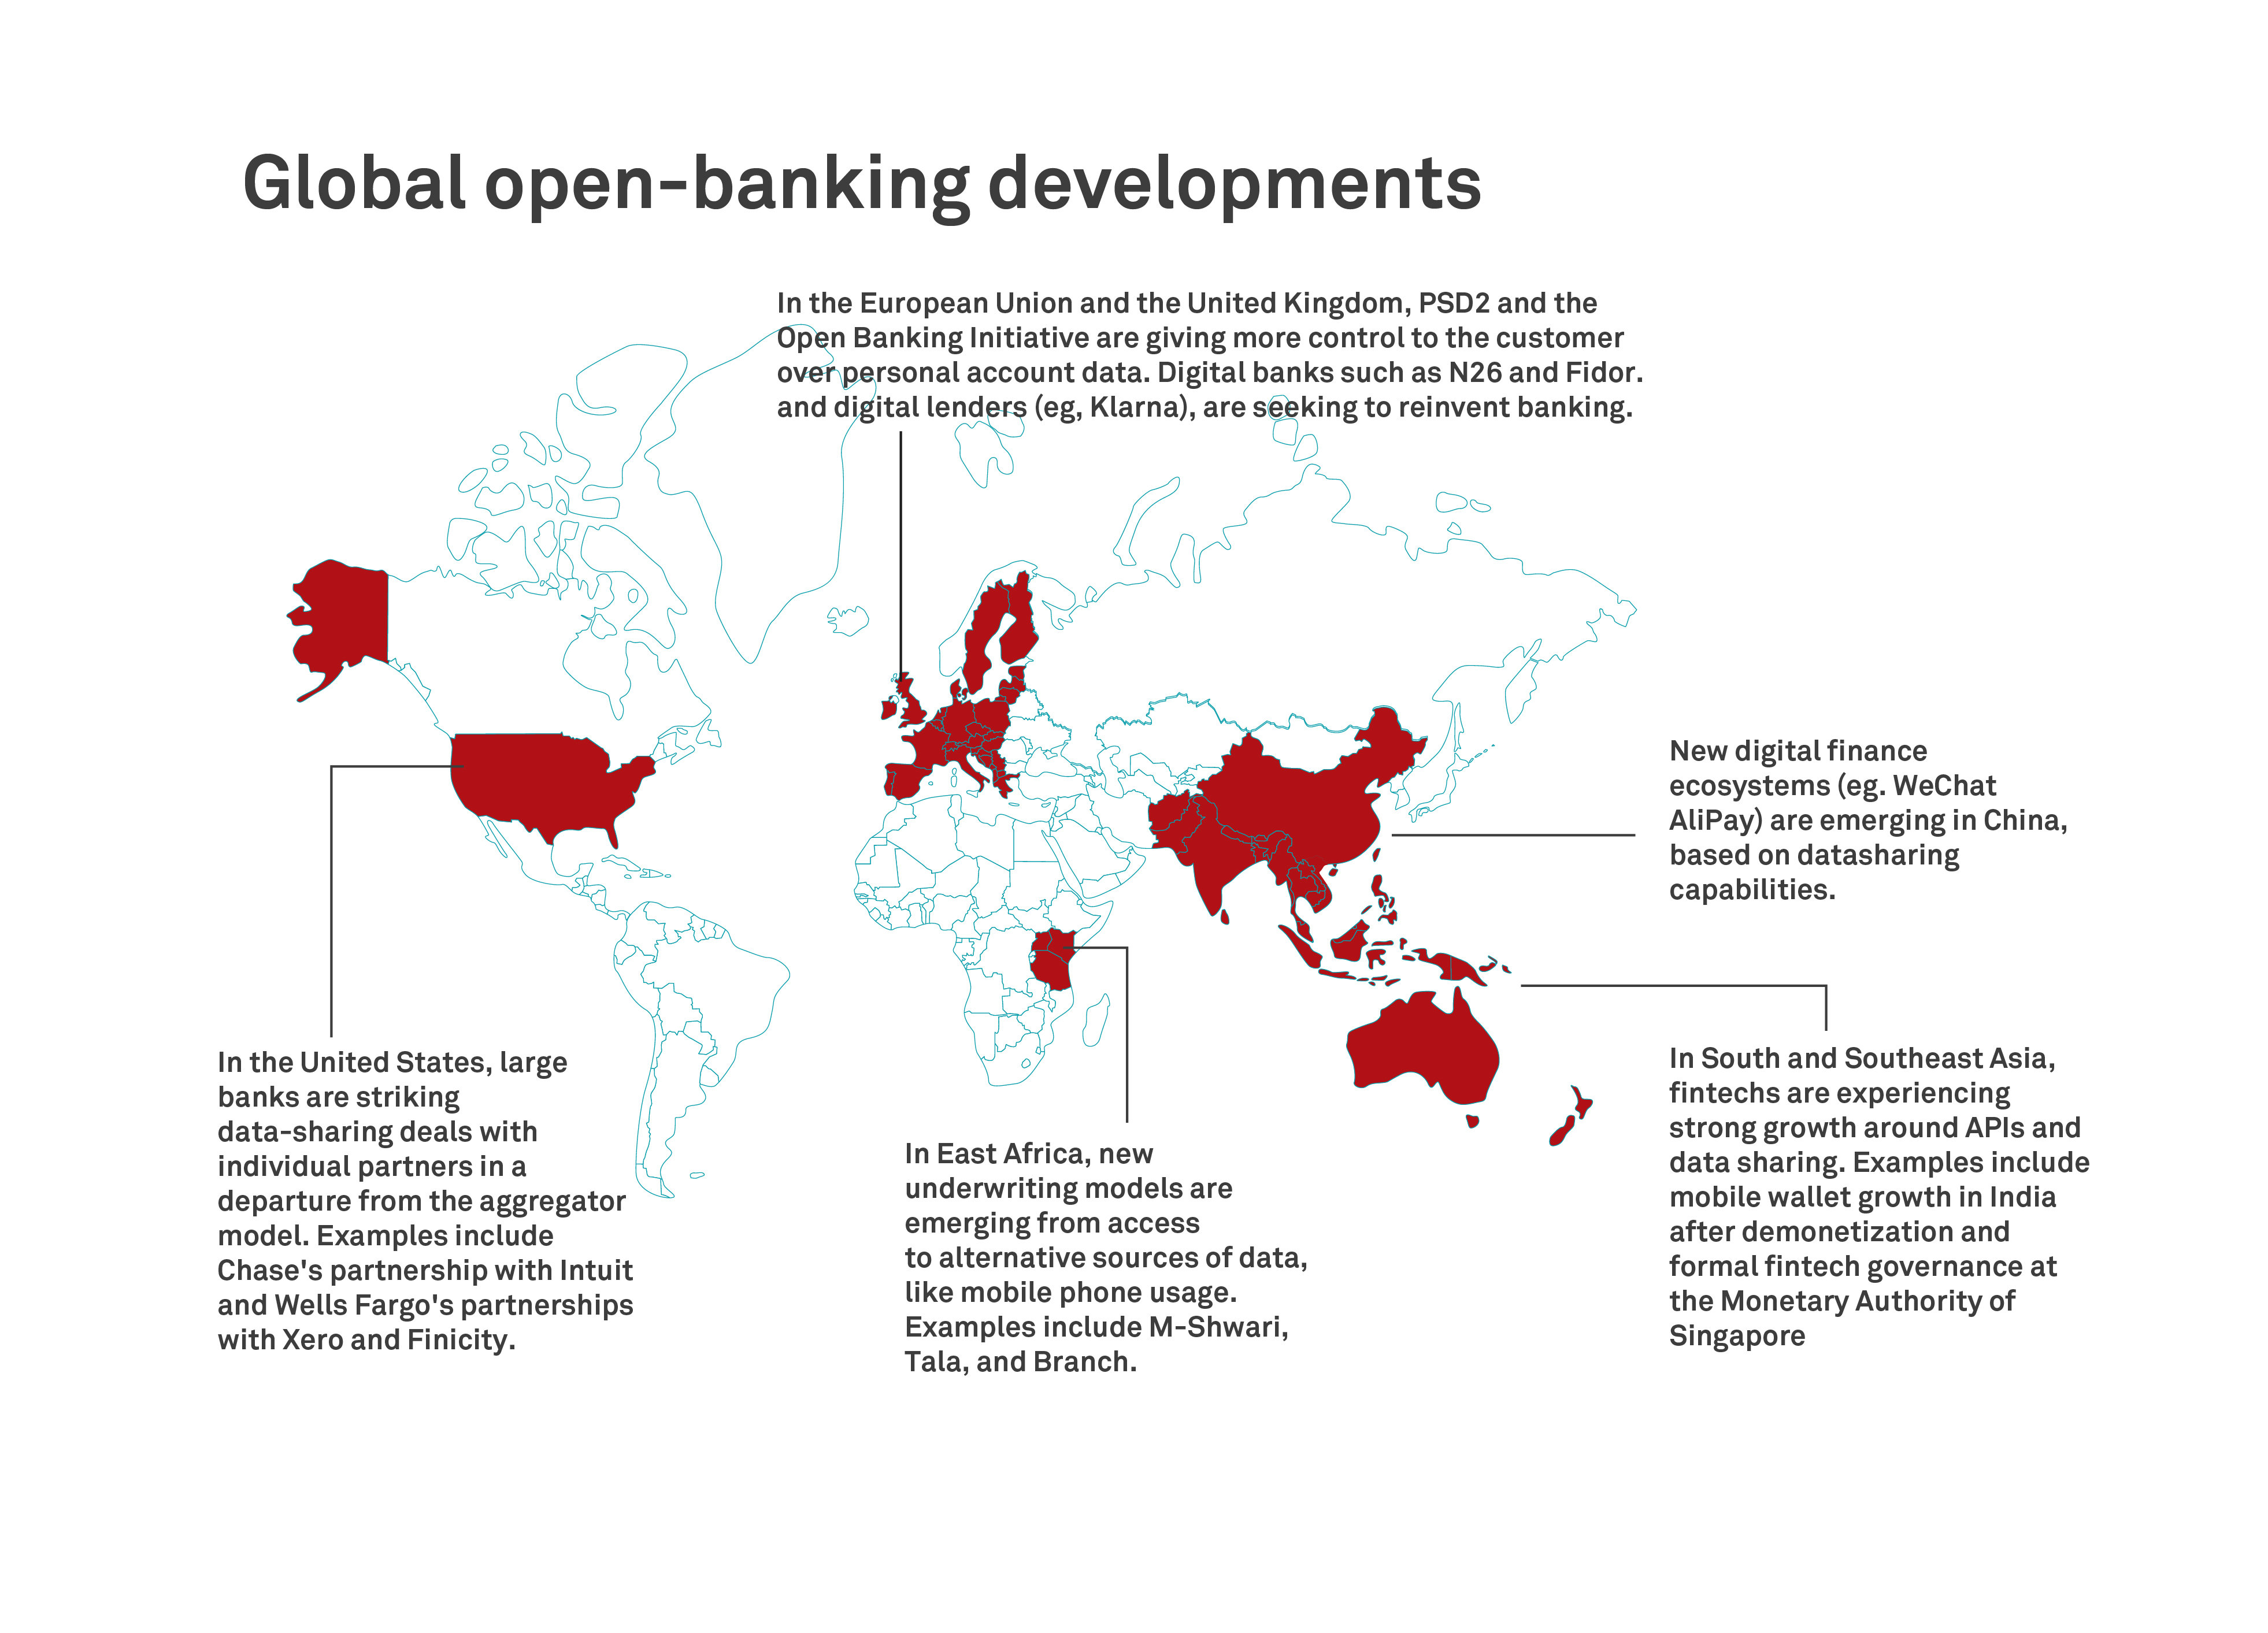 Global open-banking developments
In the European Union and the United Kingdom, PSD2 and the
Open Banking Initiative are giving more control to the customer
over personal account data. Digital banks such as N26 and Fidor.
and digital lenders (eg, Klarna), are seeking to reinvent banking.
New digital finance
ecosystems (eg. WeChat
AliPay) are emerging in China,
based on datasharing
capabilities.
In the United States, large
banks are striking
data-sharing deals with
individual partners in a
departure from the aggregator
model. Examples include
Chase's partnership with Intuit
and Wells Fargo's partnerships
with Xero and Finicity.
In East Africa, new
underwriting models are
emerging from access
to alternative sources of data,
like mobile phone usage.
Examples include M-Shwari,
Tala, and Branch.
In South and Southeast Asia,
fintechs are experiencing
strong growth around APIs and
data sharing. Examples include
mobile wallet growth in India
after demonetization and
formal fintech governance at
the Monetary Authority of
Singapore